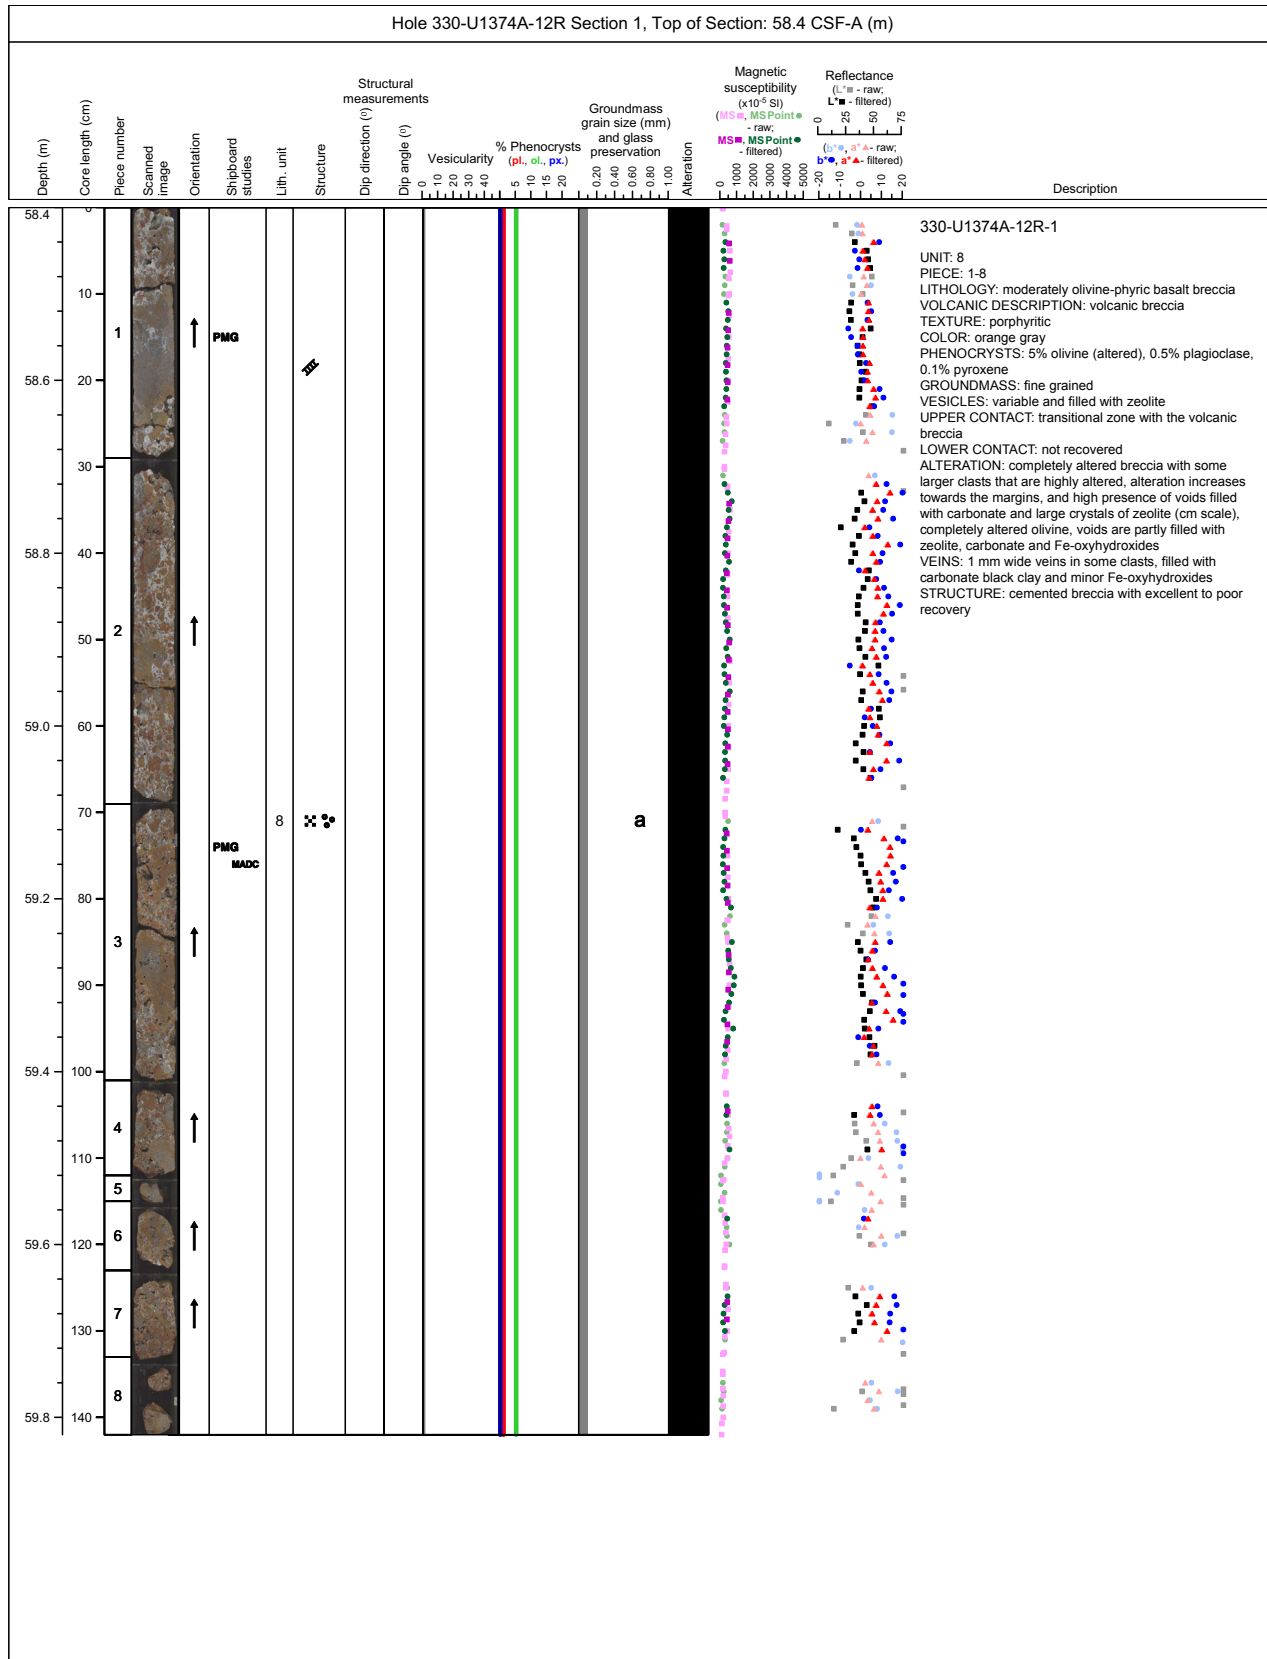 Hole 330-U1374A-12R Section 1, Top of Section: 58.4 CSF-A (m)
Depth (m)
Core length (cm)
Piece number
Scanned image
Orientation
Shipboard studies
Lith. unit
Structure
Structural measurements
Dip direction (º)
Dip angle (º)
Vesicularity
0 10 20 30 40
% Phenocrysts
(pl., ol., px.)
5 10 15 20
Groundmass
grain size (mm)
and glass
preservation
0.20 0.40 0.60 0.80 1.00
Alteration
Magnetic
susceptibility
(x10-5 SI)
(MS■, MSPoint●
- raw;
MS■, MSPoint●
- filtered)
0 1000 2000 3000 4000 5000
Reflectance
(L*■ - raw;
L*■ - filtered)
0 25 50 75
(b*●, a*▲- raw;
b*●, a*▲- filtered)
-20 -10 0 10 20
Description
58.4
58.6
58.8
59.0
59.2
59.4
59.6
59.8
0
10
20
30
40
50
60
70
80
90
100
110
120
130
140
1
2
3
4
5
6
7
8
PMG
PMG
MADC
8
a
330-U1374A-12R-1
UNIT: 8
PIECE: 1-8
LITHOLOGY: moderately olivine-phyric basalt breccia
VOLCANIC DESCRIPTION: volcanic breccia
TEXTURE: porphyritic
COLOR: orange gray
PHENOCRYSTS: 5% olivine (altered), 0.5% plagioclase,
0.1% pyroxene
GROUNDMASS: fine grained
VESICLES: variable and filled with zeolite
UPPER CONTACT: transitional zone with the volcanic
breccia
LOWER CONTACT: not recovered
ALTERATION: completely altered breccia with some
larger clasts that are highly altered, alteration increases
towards the margins, and high presence of voids filled
with carbonate and large crystals of zeolite (cm scale),
completely altered olivine, voids are partly filled with
zeolite, carbonate and Fe-oxyhydroxides
VEINS: 1 mm wide veins in some clasts, filled with
carbonate black clay and minor Fe-oxyhydroxides
STRUCTURE: cemented breccia with excellent to poor
recovery